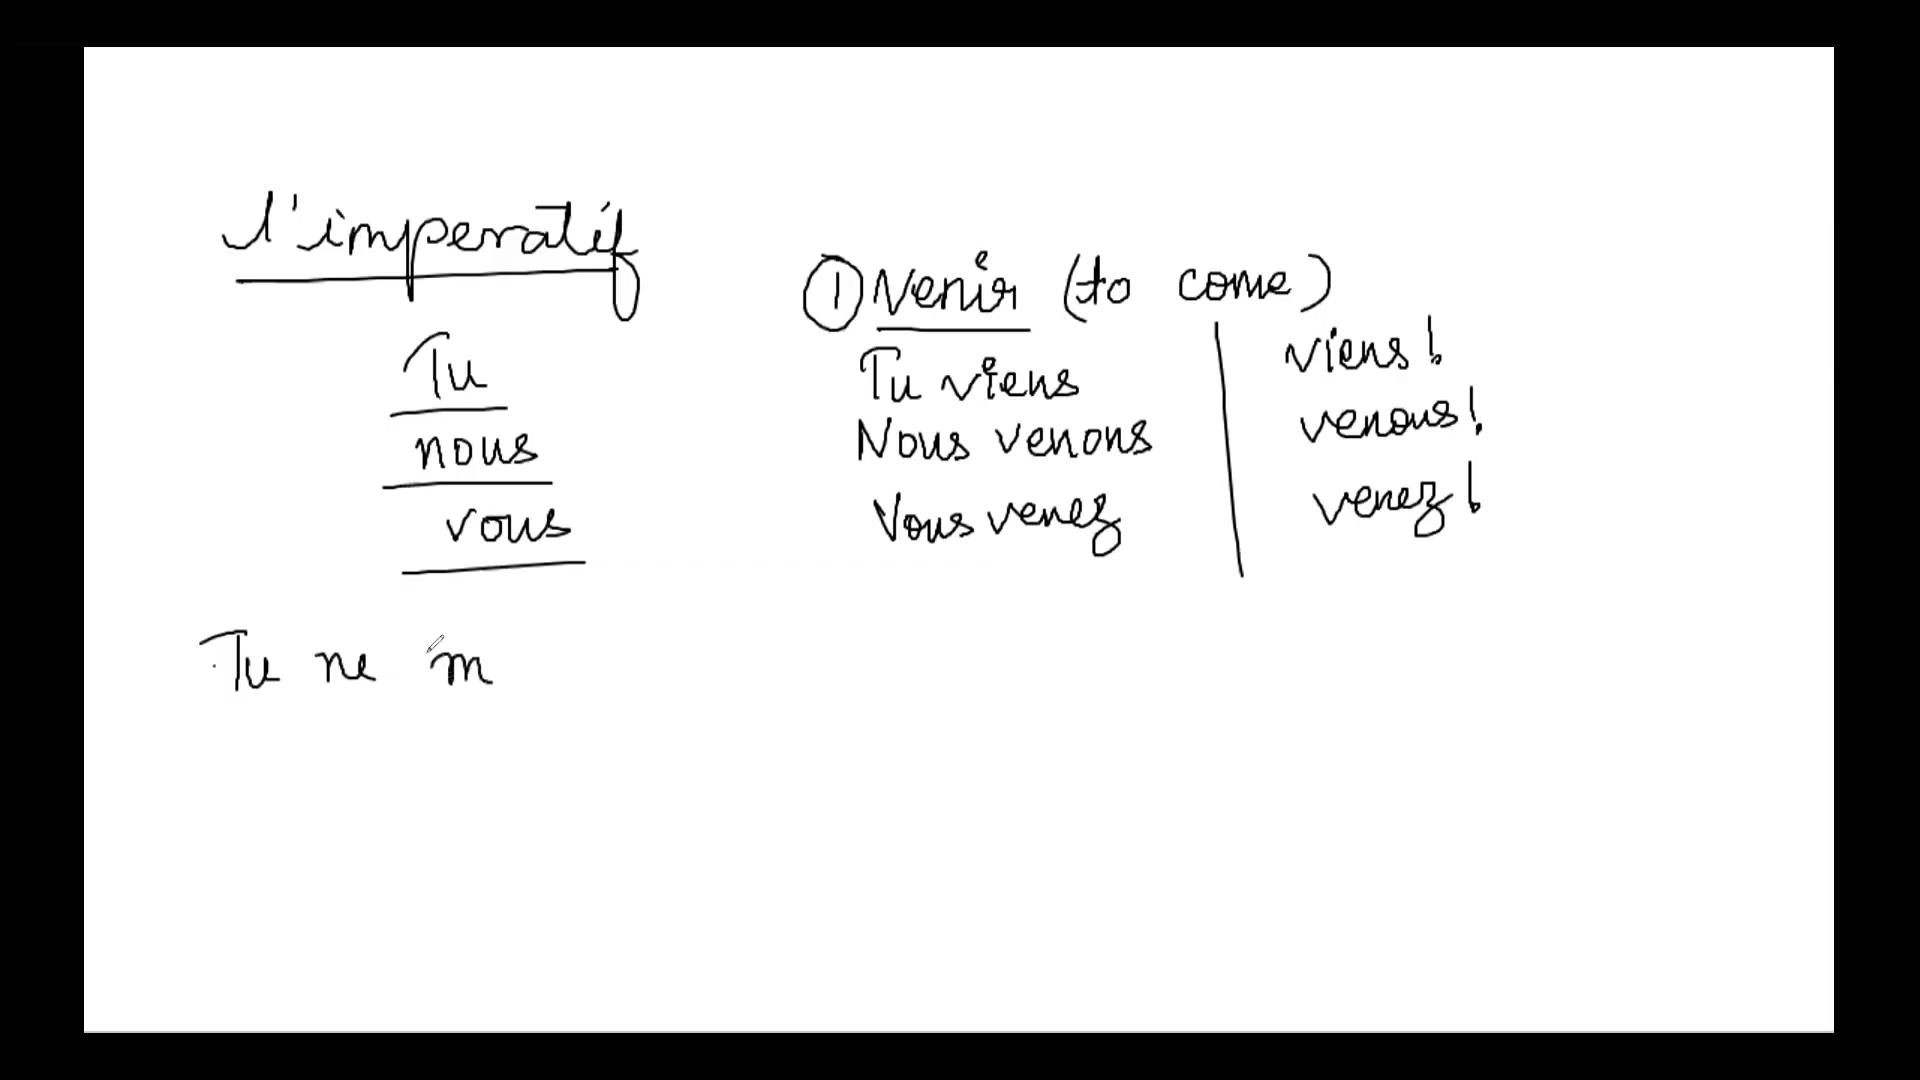 l'imperatif
Tu
nous
vous
① Venir (to come)
Tu viens
Nous venons
Vous venez
viens!
venons!
venez!
Tu ne m